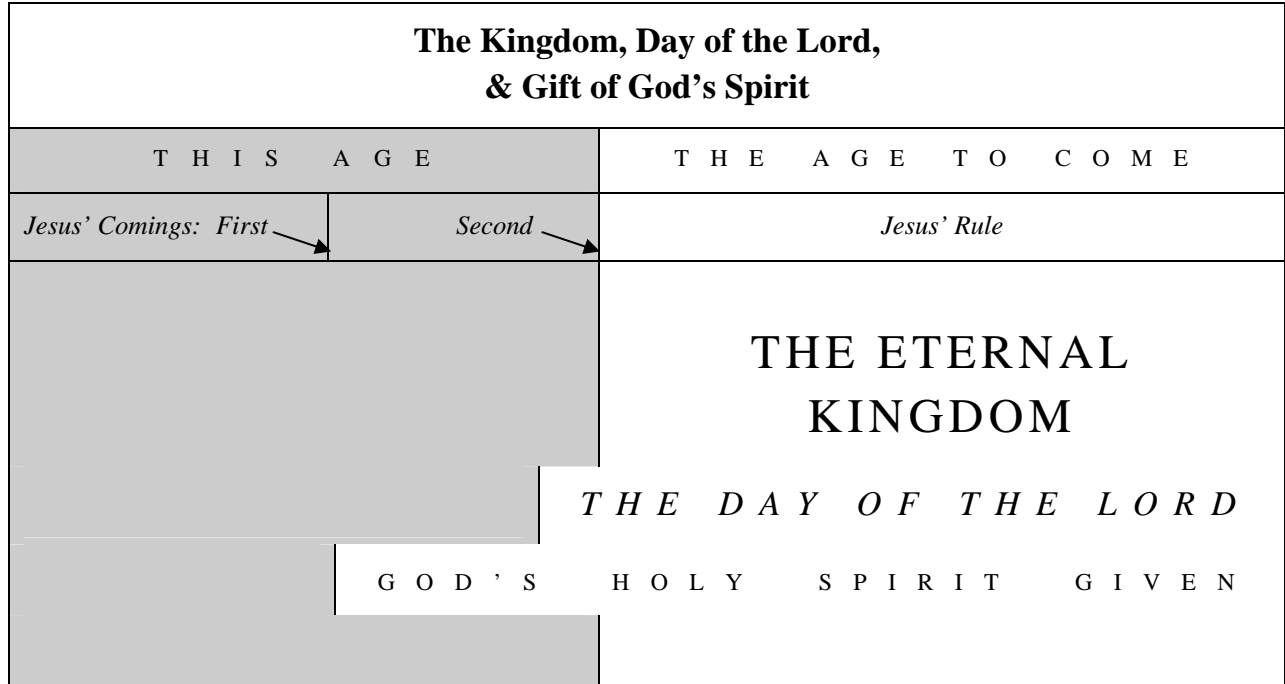 The Kingdom, Day of the Lord,
& Gift of God's Spirit
THIS AGE
THE AGE TO COME
Jesus' Comings: First
Second
Jesus' Rule
THE ETERNAL
KINGDOM
THE DAY OF THE LORD
GOD'S HOLY SPIRIT GIVEN